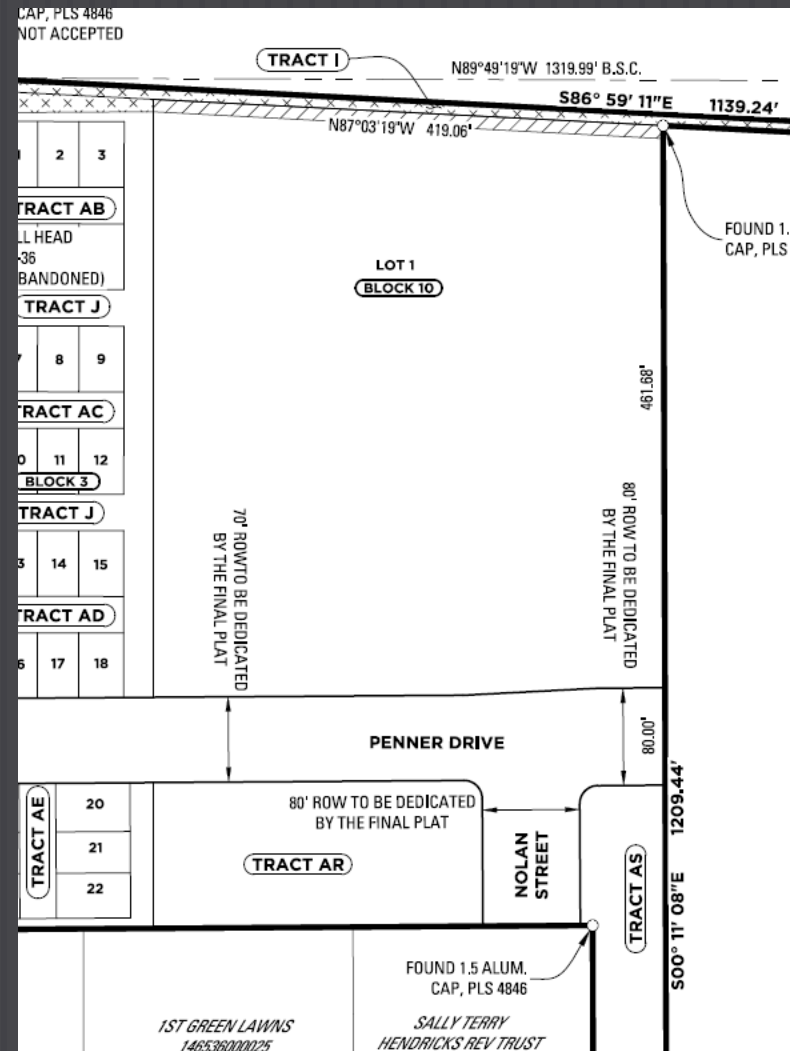 CAP, PLS 4846
NOT ACCEPTED
TRACT I
N89°49'19"W 1319.99' B.S.C.
S86° 59' 11"E 1139.24'
N87°03'19"W 419.06'
2
3
TRACT AB
LL HEAD
-36
BANDONED)
TRACT J
8
9
TRACT AC
11
12
BLOCK 3
TRACT J
14
15
TRACT AD
17
18
LOT 1
BLOCK 10
FOUND 1.
CAP, PLS
461.68'
70' ROWTO BE DEDICATED
BY THE FINAL PLAT
80' ROW TO BE DEDICATED
BY THE FINAL PLAT
PENNER DRIVE
80.00'
80' ROW TO BE DEDICATED
BY THE FINAL PLAT
TRACT AE
20
21
22
TRACT AR
NOLAN
STREET
TRACT AS
S00° 11' 08"E 1209.44'
FOUND 1.5 ALUM.
CAP, PLS 4846
1ST GREEN LAWNS
146536000025
SALLY TERRY
HENDRICKS REV TRUST